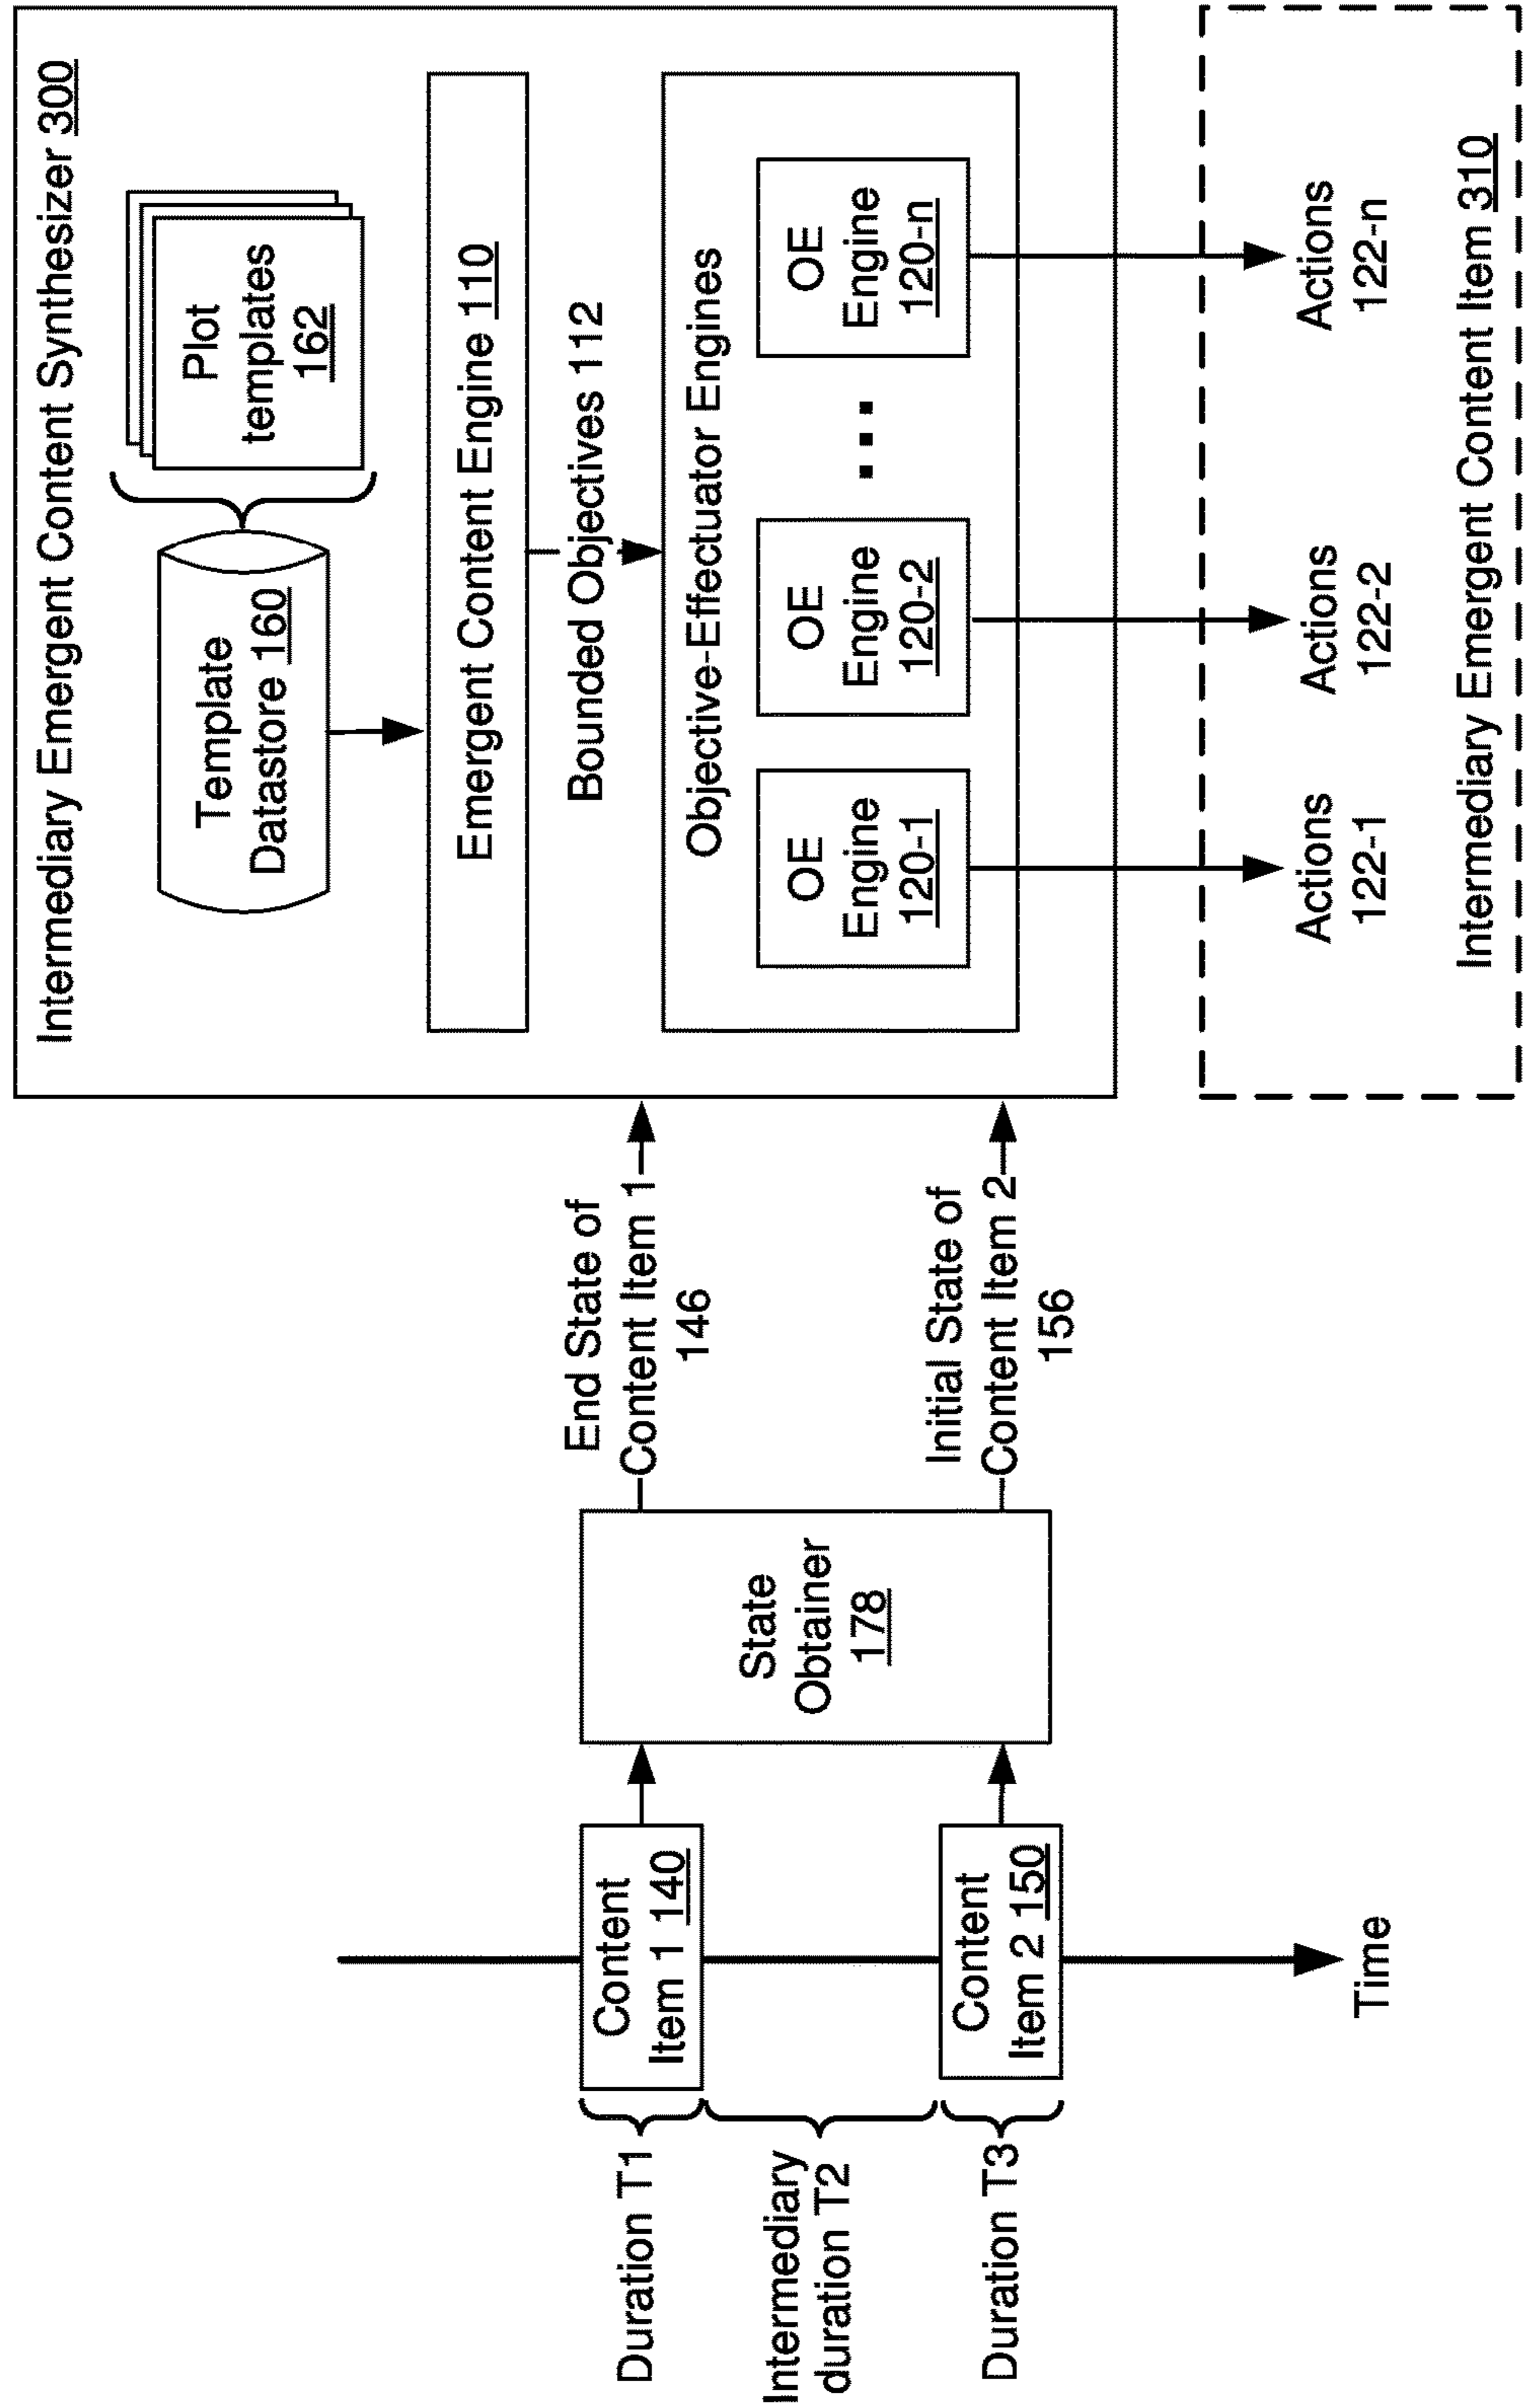 Duration T1
Intermediary
duration T2
Duration T3
Content
Item 1 140
Content
Item 2 150
Time
State
Obtainer
178
End State of
Content Item 1
146
Initial State of
Content Item 2
156
Intermediary Emergent Content Synthesizer 300
Template
Datastore 160
Plot
templates
162
Emergent Content Engine 110
Bounded Objectives 112
Objective-Effectuator Engines
OE
Engine
120-1
OE
Engine
120-2
OE
Engine
120-n
Actions
122-1
Actions
122-2
Actions
122-n
Intermediary Emergent Content Item 310